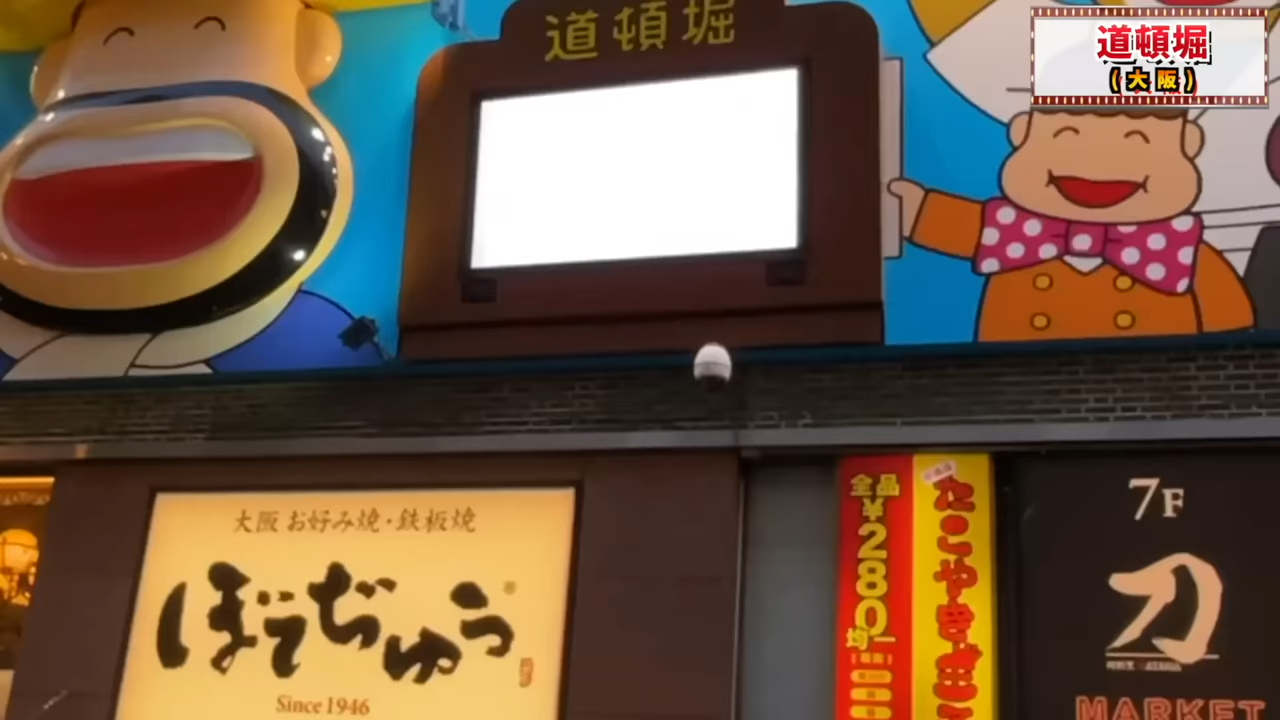 道頓堀
道頓堀
(大阪)
大阪 お好み焼・鉄板焼
ぼてぢゅう
Since 1946
全品
¥280
均一
たこやき
7F
刀
MARKET